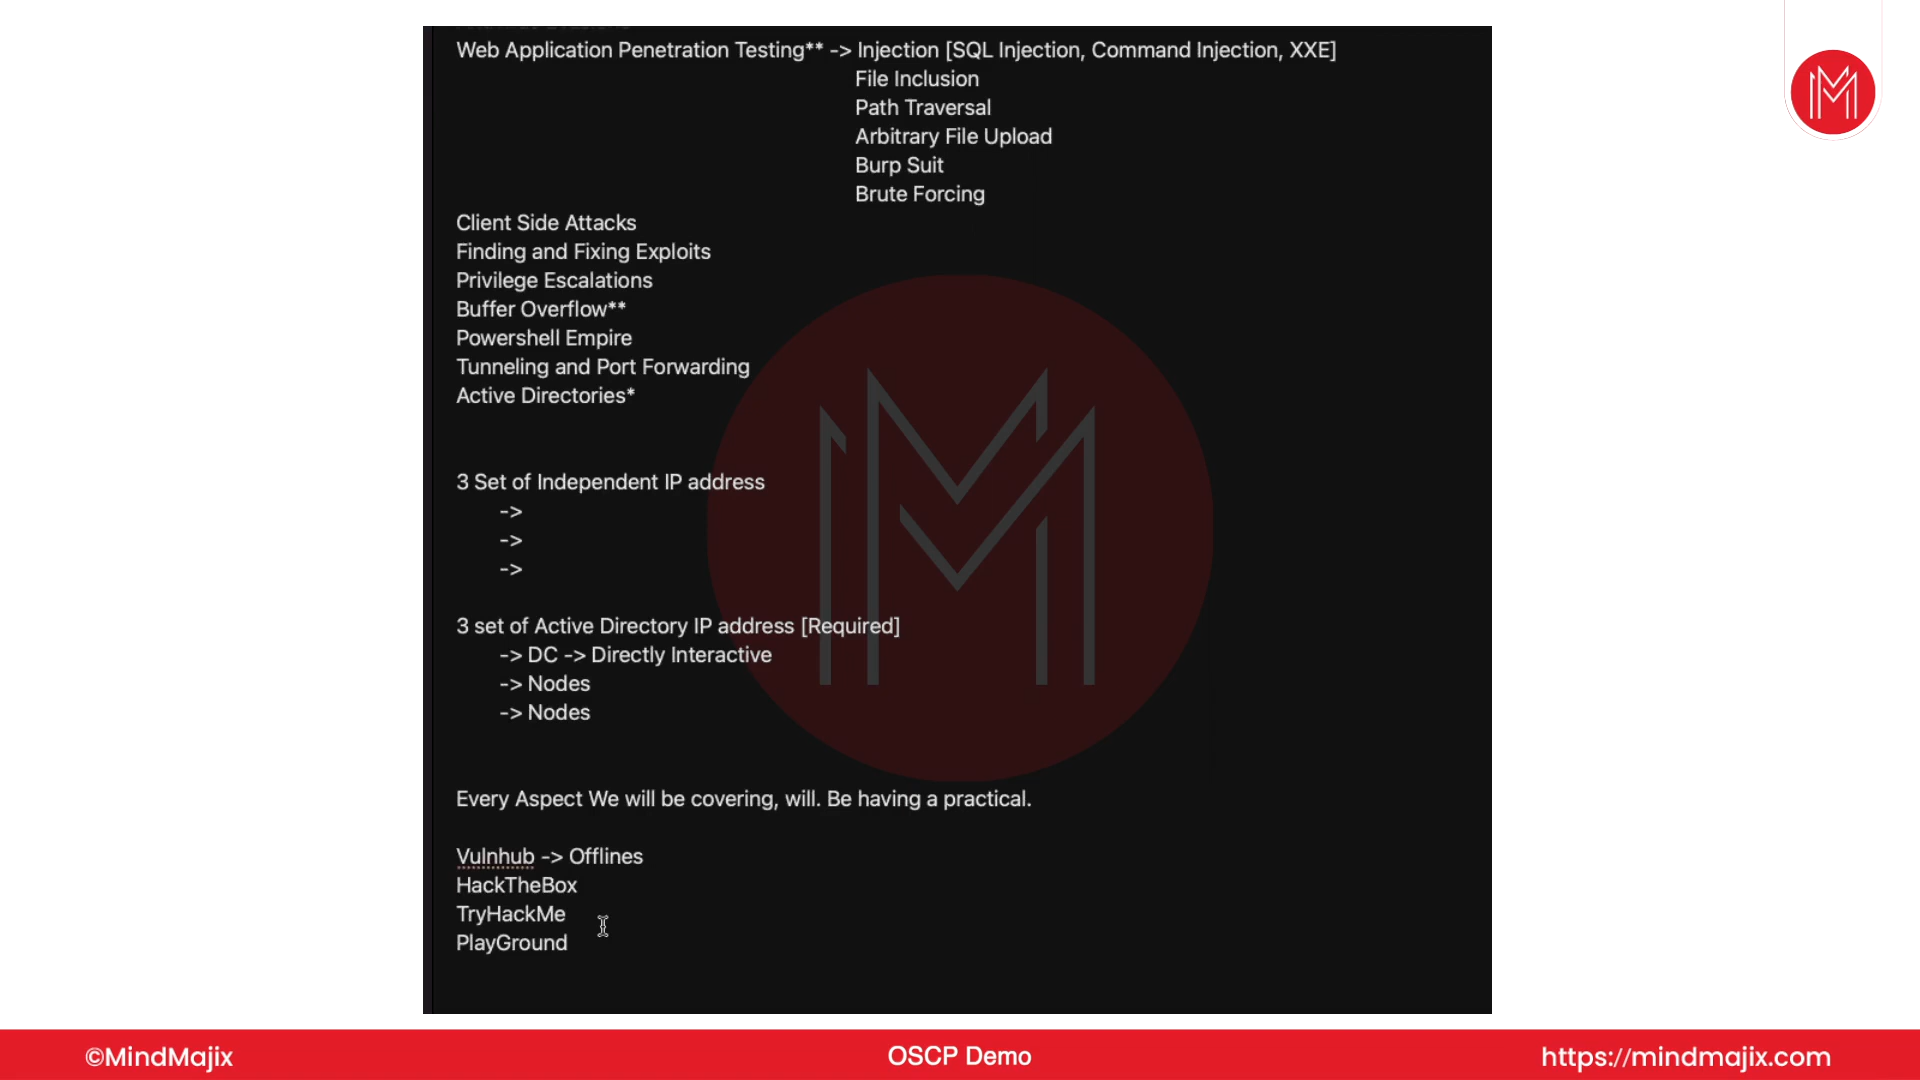 Web Application Penetration Testing** -> Injection [SQL Injection, Command Injection, XXE]
File Inclusion
Path Traversal
Arbitrary File Upload
Burp Suit
Brute Forcing
Client Side Attacks
Finding and Fixing Exploits
Privilege Escalations
Buffer Overflow**
Powershell Empire
Tunneling and Port Forwarding
Active Directories*
3 Set of Independent IP address
->
->
->
3 set of Active Directory IP address [Required]
-> DC -> Directly Interactive
-> Nodes
-> Nodes
Every Aspect We will be covering, will. Be having a practical.
Vulnhub -> Offlines
HackTheBox
TryHackMe
PlayGround
©MindMajix
OSCP Demo
https://mindmajix.com